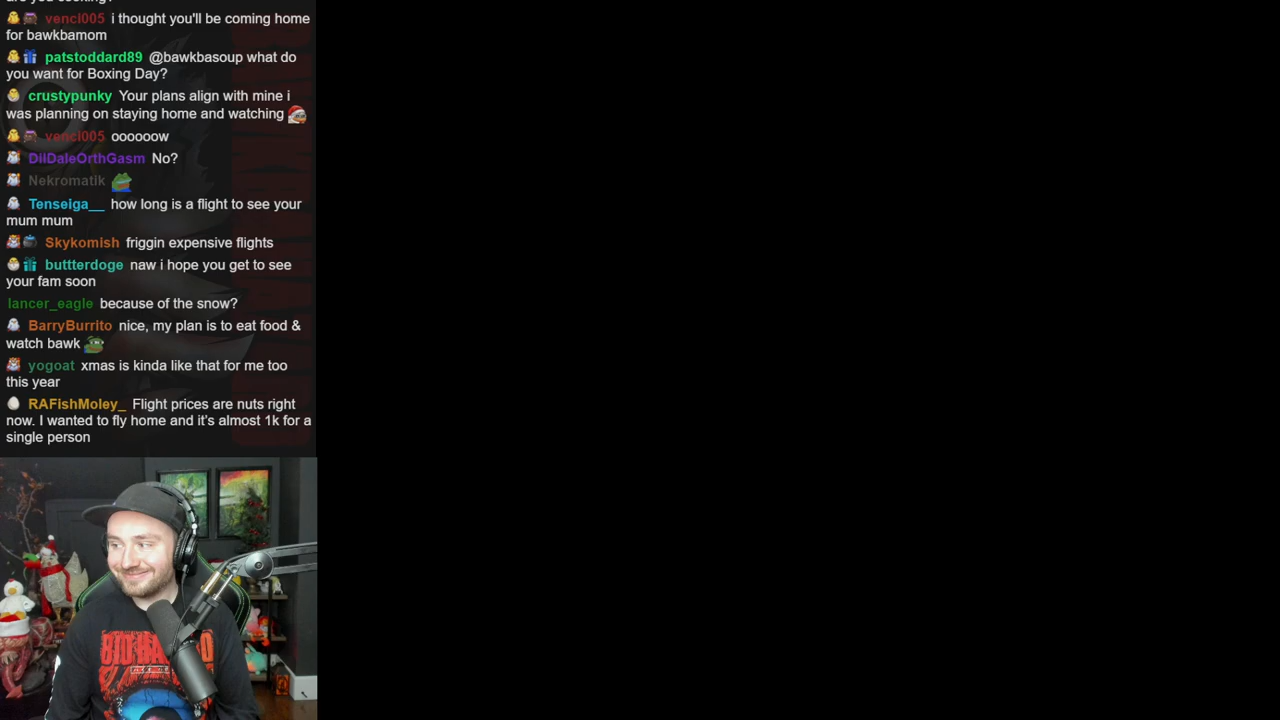 are you cooking?
venci005 i thought you'll be coming home
for bawkbamom
patstoddard89 @bawkbasoup what do
you want for Boxing Day?
crustypunky Your plans align with mine i
was planning on staying home and watching
venci005 oooooow
DilDaleOrthGasm No?
Nekromatik
Tenseiga__ how long is a flight to see your
mum mum
Skykomish friggin expensive flights
buttterdoge naw i hope you get to see
your fam soon
lancer_eagle because of the snow?
BarryBurrito nice, my plan is to eat food &
watch bawk
yogoat xmas is kinda like that for me too
this year
RAFishMoley_ Flight prices are nuts right
now. I wanted to fly home and it's almost 1k for a
single person